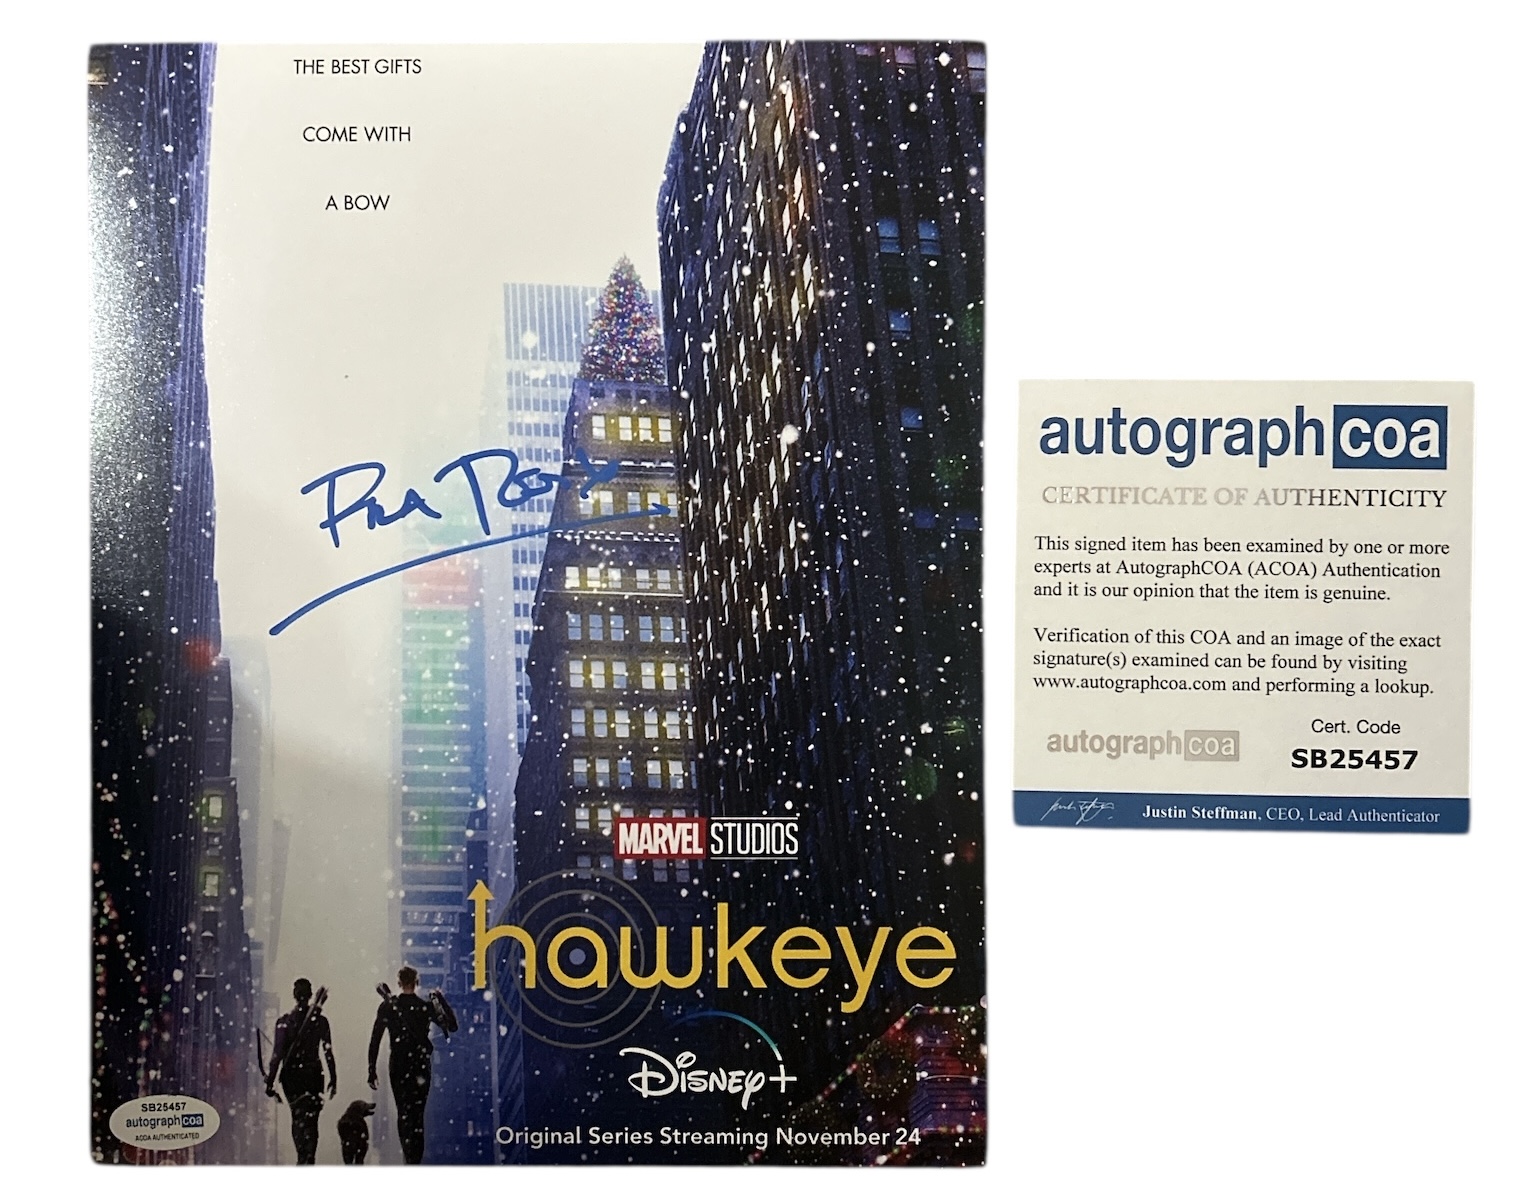 THE BEST GIFTS
COME WITH
A BOW
MARVEL STUDIOS
hawkeye
Disney+
Original Series Streaming November 24
SB25457
autographcoa
ACOA AUTHENTICATED
autographcoa
CERTIFICATE OF AUTHENTICITY
This signed item has been examined by one or more
experts at AutographCOA (ACOA) Authentication
and it is our opinion that the item is genuine.
Verification of this COA and an image of the exact
signature(s) examined can be found by visiting
www.autographcoa.com and performing a lookup.
autographcoa
Cert. Code
SB25457
Justin Steffman, CEO, Lead Authenticator